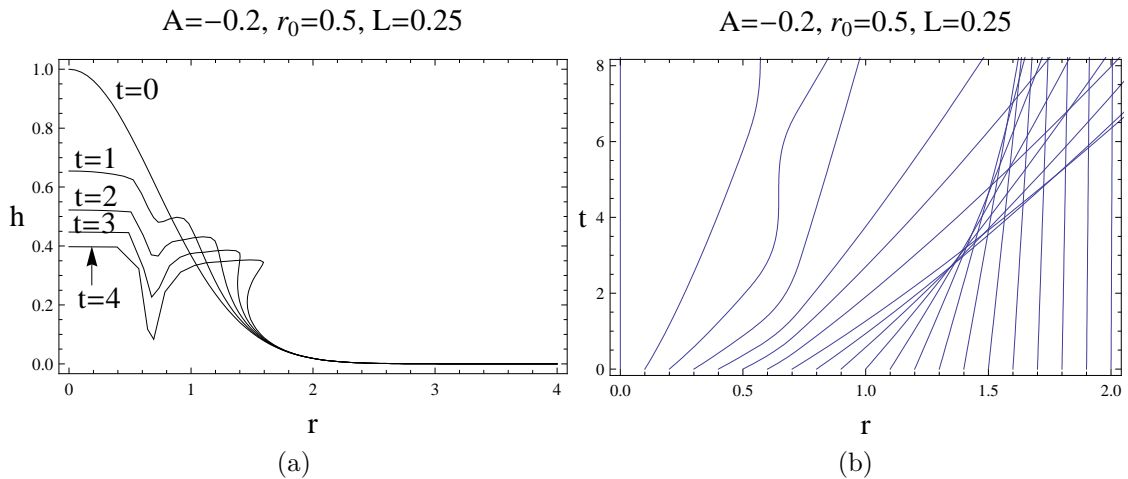 A=−0.2, r0=0.5, L=0.25
1.0
0.8
0.6
0.4
0.2
0.0
h
t=0
t=1
t=2
t=3
t=4
0 1 2 3 4
r
(a)
A=−0.2, r0=0.5, L=0.25
8
6
4
2
0
t
0.0 0.5 1.0 1.5 2.0
r
(b)